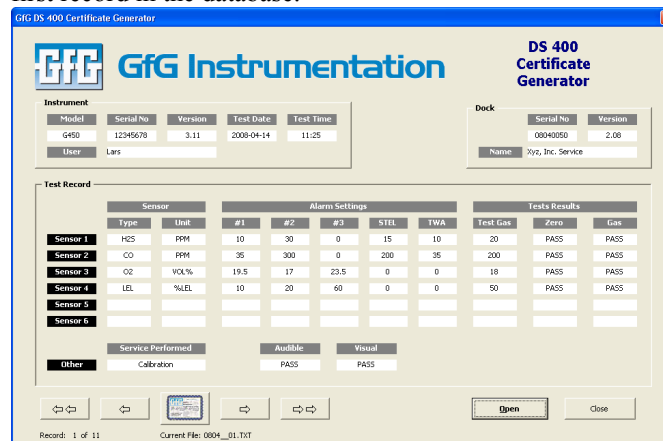 first record in the database.
GfG DS 400 Certificate Generator
GfG GfG Instrumentation
DS 400
Certificate
Generator
Instrument
Model Serial No Version Test Date Test Time
G450 12345678 3.11 2008-04-14 11:25
User Lars
Dock
Serial No Version
08040050 2.08
Name Xyz, Inc. Service
Test Record
Sensor Alarm Settings Tests Results
Type Unit #1 #2 #3 STEL TWA Test Gas Zero Gas
Sensor 1 H2S PPM 10 30 0 15 10 20 PASS PASS
Sensor 2 CO PPM 35 300 0 200 35 200 PASS PASS
Sensor 3 O2 VOL% 19.5 17 23.5 0 0 18 PASS PASS
Sensor 4 LEL %LEL 10 20 60 0 0 50 PASS PASS
Sensor 5
Sensor 6
Service Performed Audible Visual
Other Calibration PASS PASS
Open Close
Record: 1 of 11 Current File: 0804__01.TXT